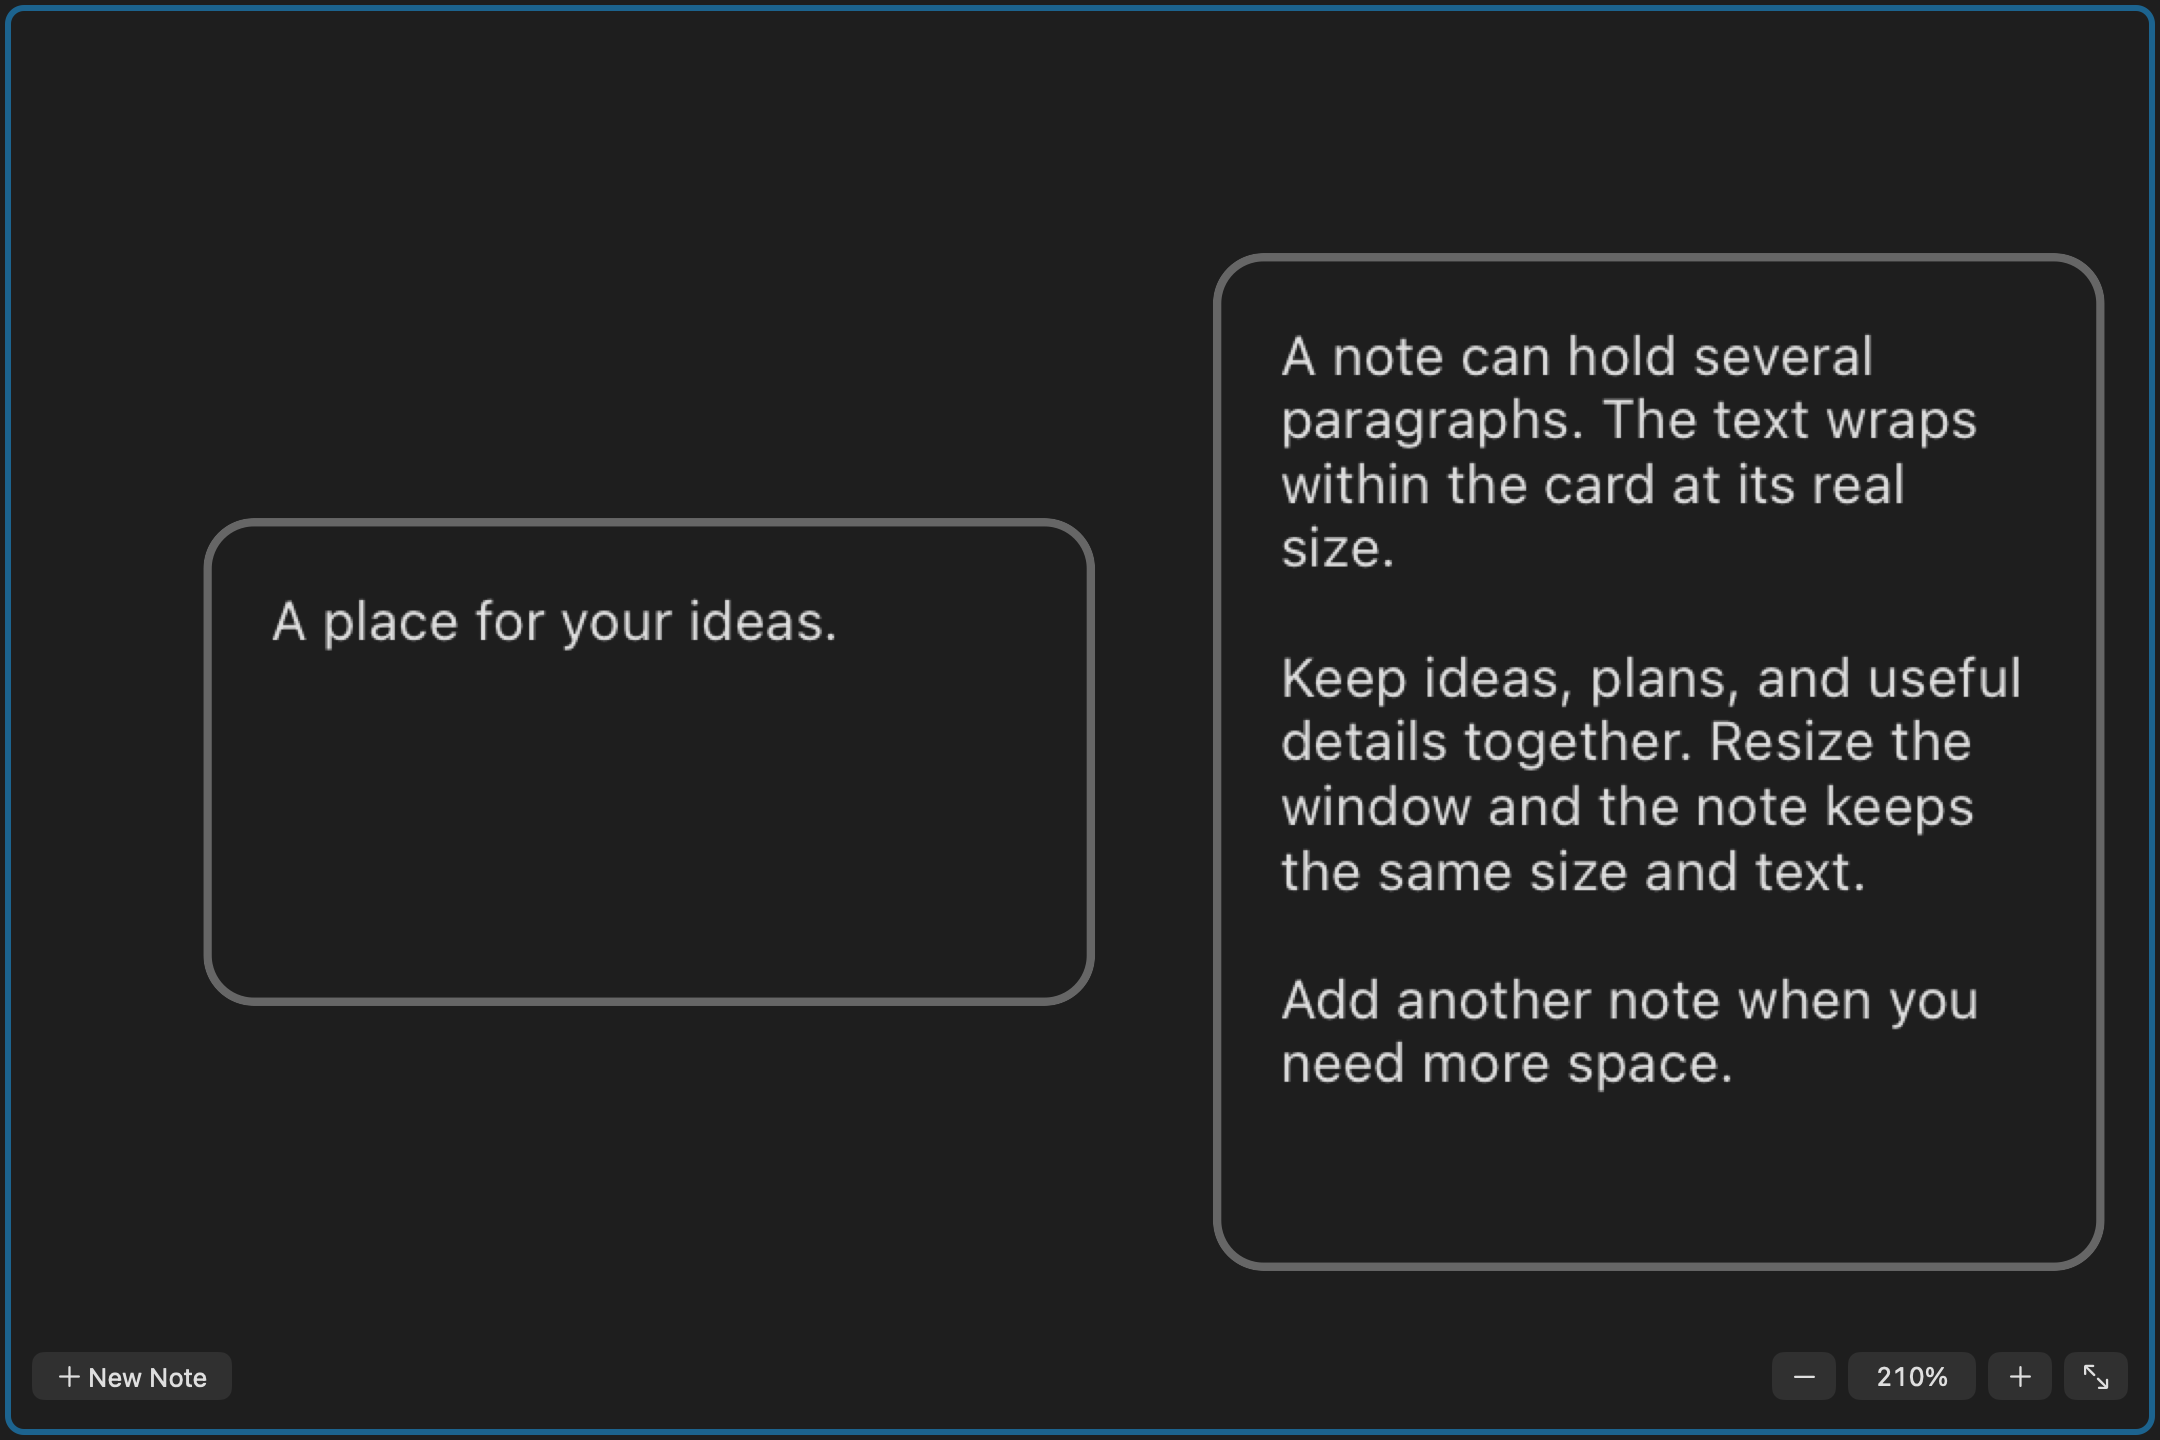 A place for your ideas.
A note can hold several
paragraphs. The text wraps
within the card at its real
size.
Keep ideas, plans, and useful
details together. Resize the
window and the note keeps
the same size and text.
Add another note when you
need more space.
+ New Note
− 210% +